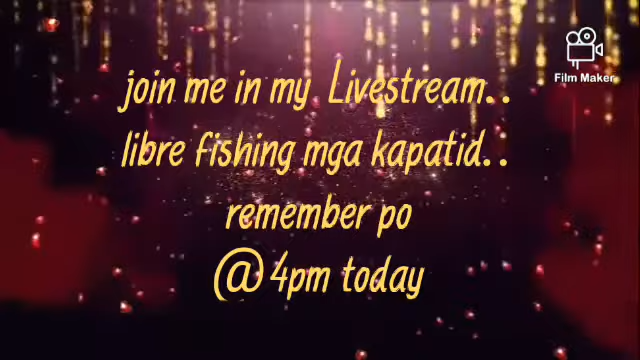 Film Maker
join me in my Livestream..
libre fishing mga kapatid..
remember po
@ 4pm today